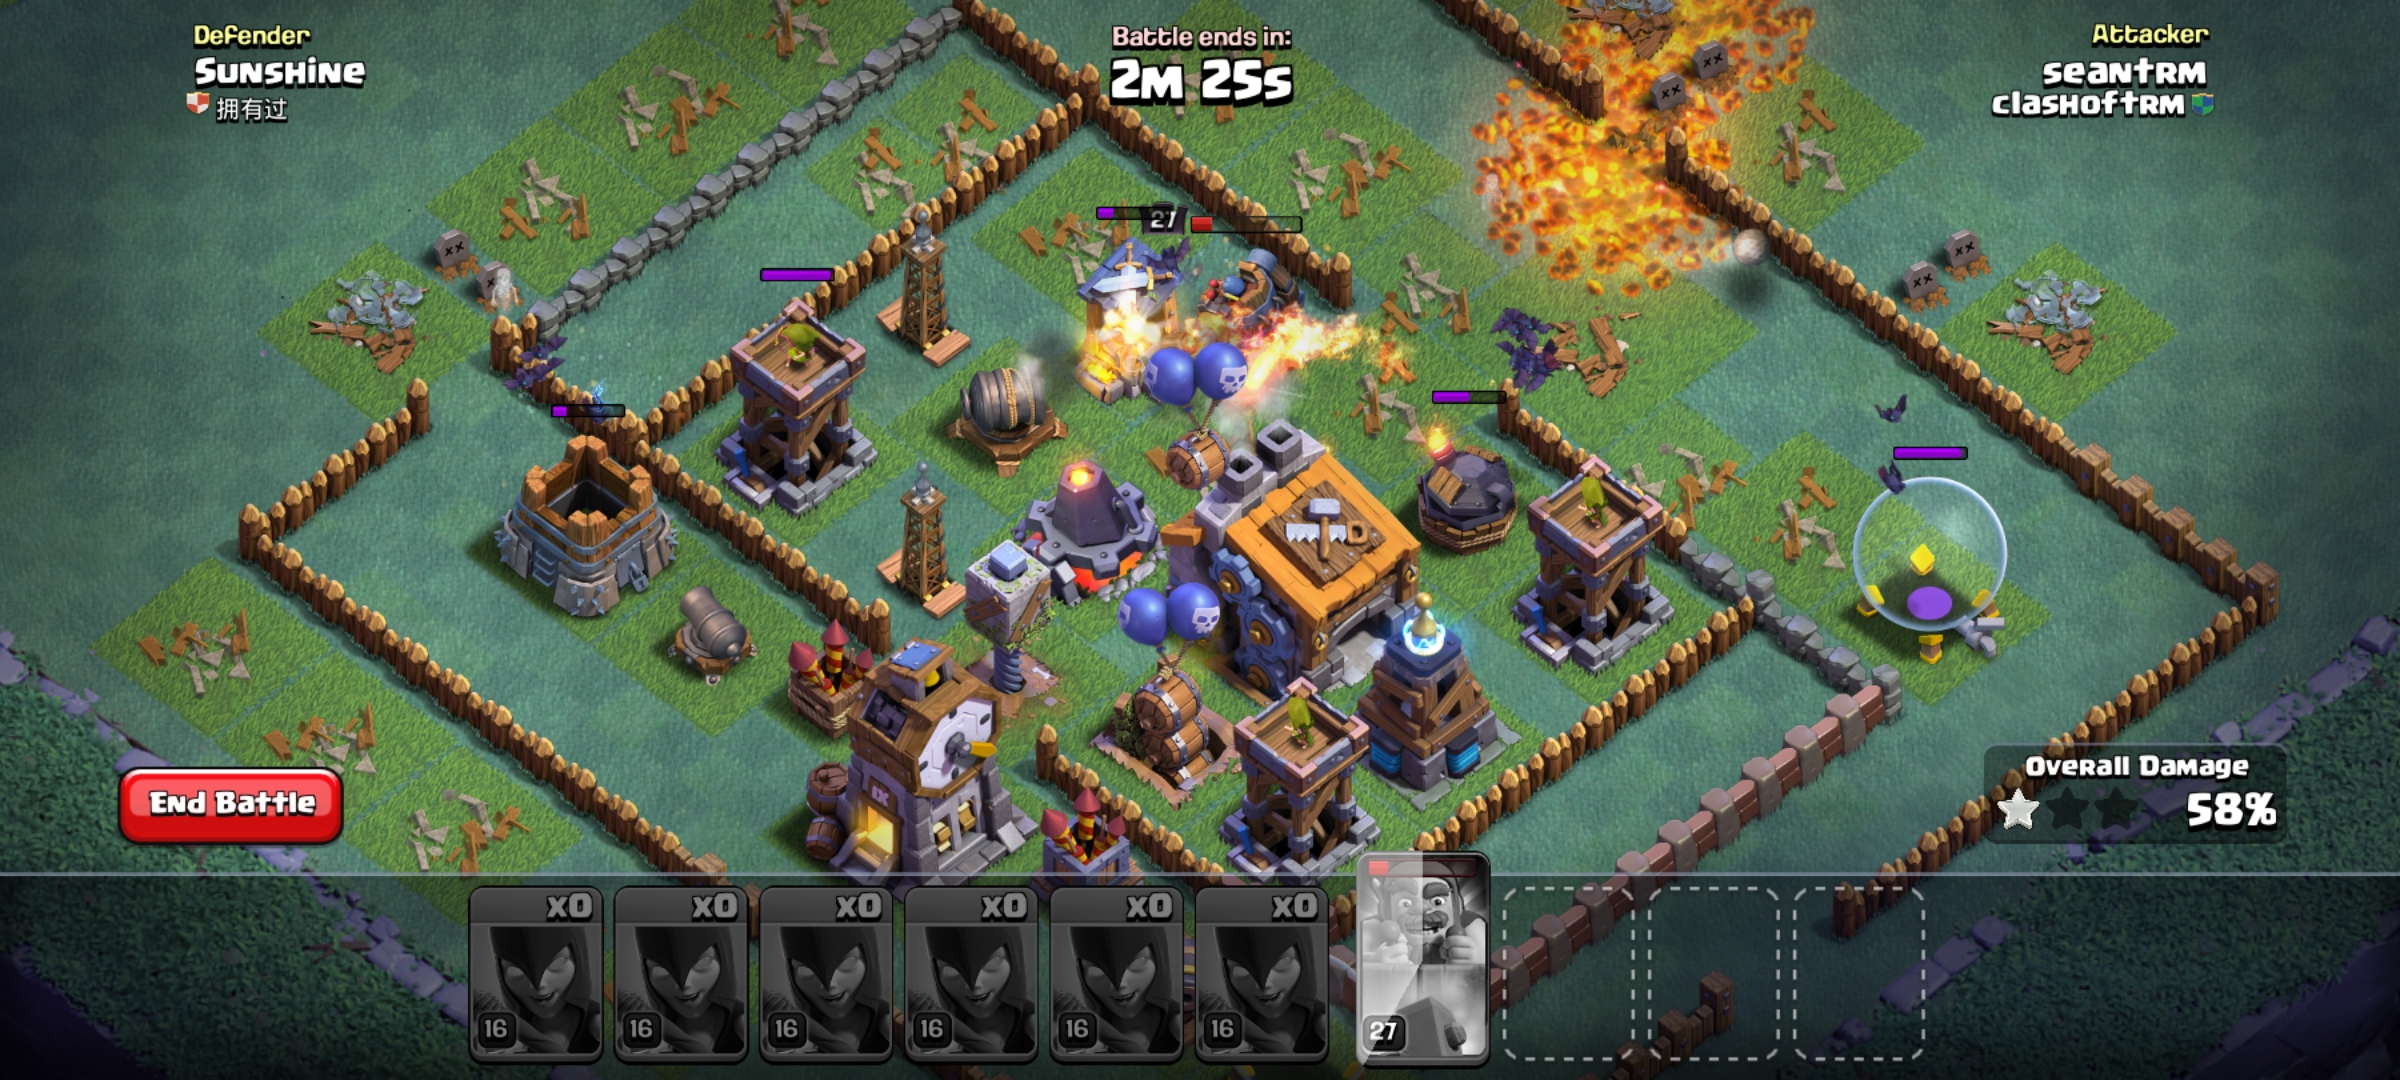 Defender
Sunshine
拥有过
Battle ends in:
2M 25s
Attacker
seantRM
clashoftRM
27
End Battle
Overall Damage
58%
x0
x0
x0
x0
x0
x0
16
16
16
16
16
16
27
IX